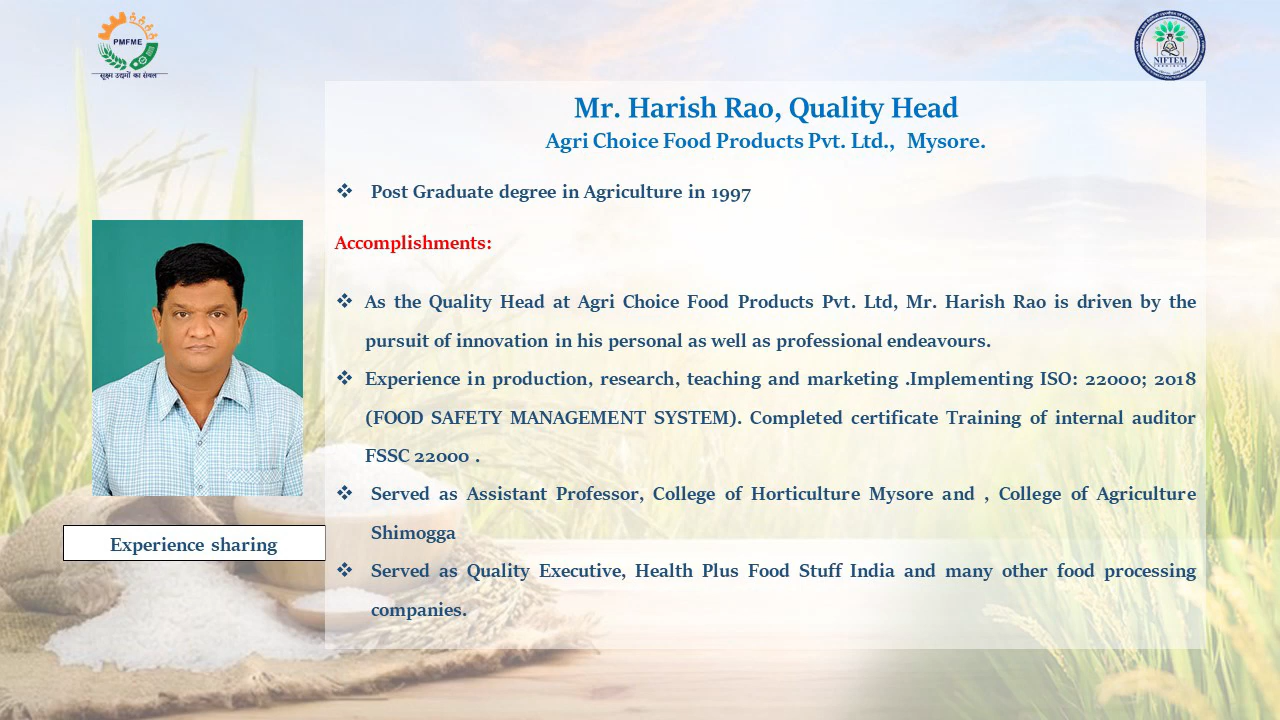 PMFME
सूक्ष्म उद्यमों का संबल
NIFTEM
Mr. Harish Rao, Quality Head
Agri Choice Food Products Pvt. Ltd., Mysore.
❖ Post Graduate degree in Agriculture in 1997
Accomplishments:
❖ As the Quality Head at Agri Choice Food Products Pvt. Ltd, Mr. Harish Rao is driven by the
pursuit of innovation in his personal as well as professional endeavours.
❖ Experience in production, research, teaching and marketing .Implementing ISO: 22000; 2018
(FOOD SAFETY MANAGEMENT SYSTEM). Completed certificate Training of internal auditor
FSSC 22000 .
❖ Served as Assistant Professor, College of Horticulture Mysore and , College of Agriculture
Shimogga
❖ Served as Quality Executive, Health Plus Food Stuff India and many other food processing
companies.
Experience sharing